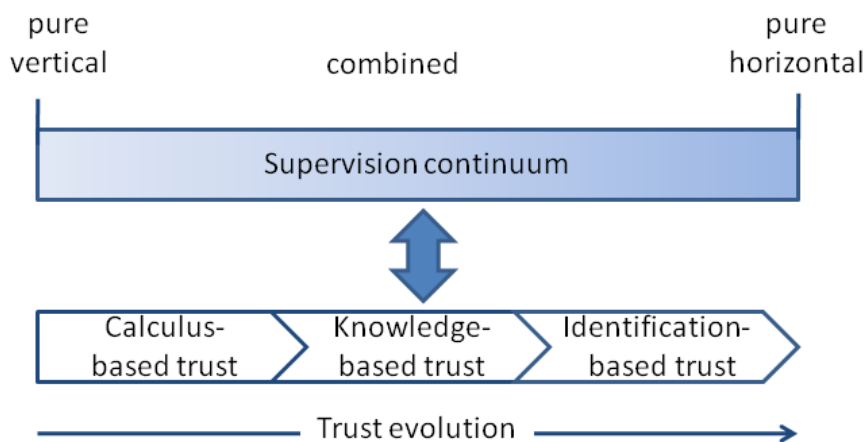 pure
vertical
combined
pure
horizontal
Supervision continuum
Calculus-
based trust
Knowledge-
based trust
Identification-
based trust
Trust evolution